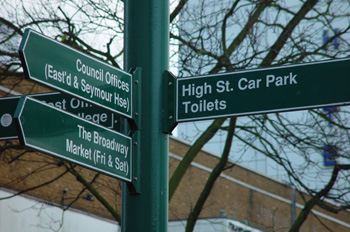 Council Offices
(East'd & Seymour Hse)
The Broadway
Market (Fri & Sat)
High St. Car Park
Toilets